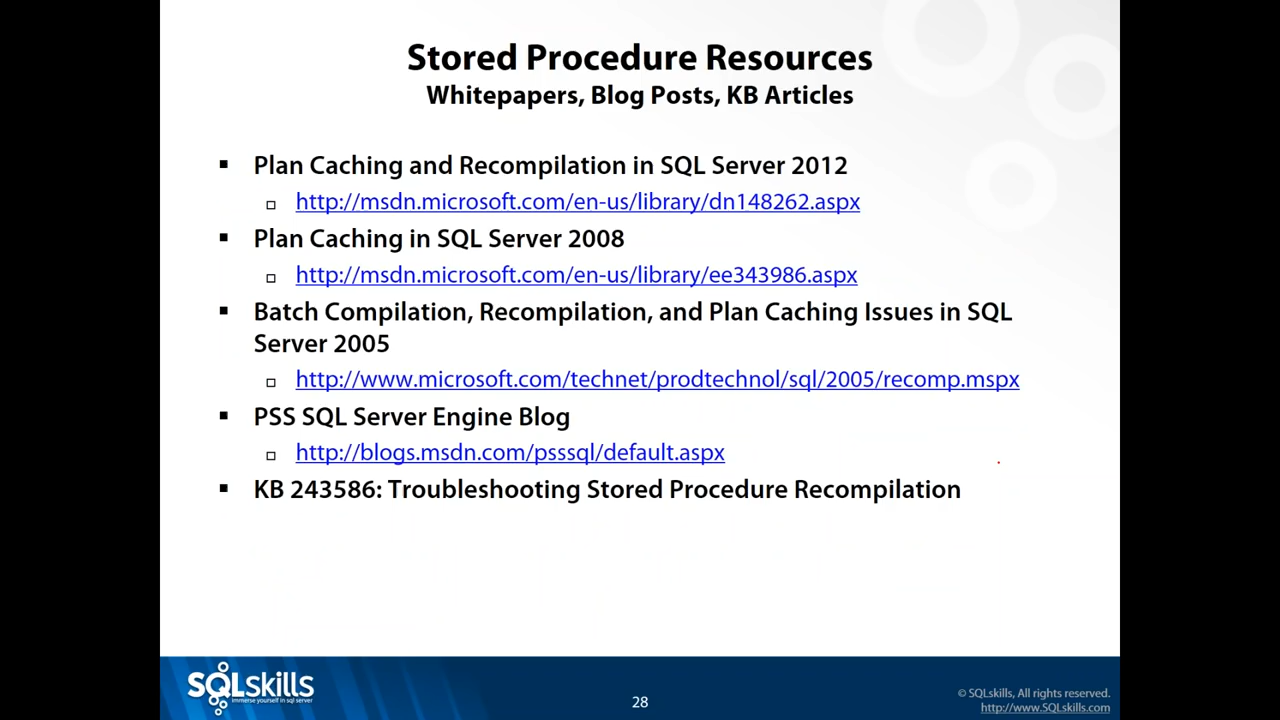 Stored Procedure Resources
Whitepapers, Blog Posts, KB Articles
Plan Caching and Recompilation in SQL Server 2012
http://msdn.microsoft.com/en-us/library/dn148262.aspx
Plan Caching in SQL Server 2008
http://msdn.microsoft.com/en-us/library/ee343986.aspx
Batch Compilation, Recompilation, and Plan Caching Issues in SQL
Server 2005
http://www.microsoft.com/technet/prodtechnol/sql/2005/recomp.mspx
PSS SQL Server Engine Blog
http://blogs.msdn.com/psssql/default.aspx
KB 243586: Troubleshooting Stored Procedure Recompilation
SQLskills
immerse yourself in sql server
28
© SQLskills, All rights reserved.
http://www.SQLskills.com